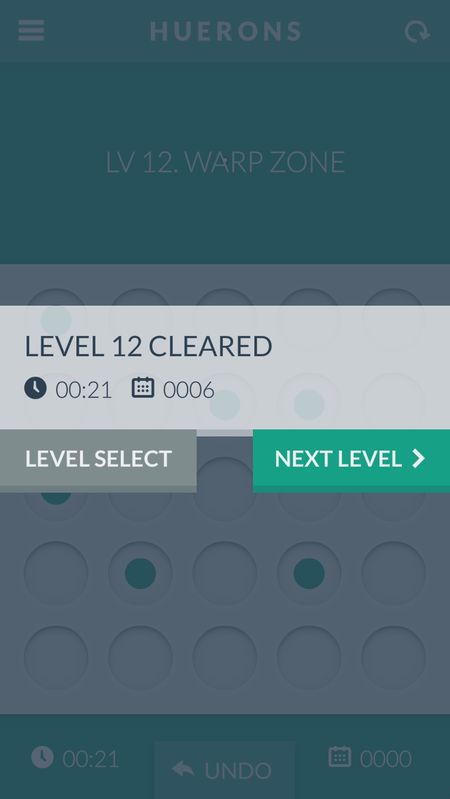 HUERONS
LV 12. WARP ZONE
LEVEL 12 CLEARED
00:21 0006
LEVEL SELECT NEXT LEVEL
00:21 UNDO 0000